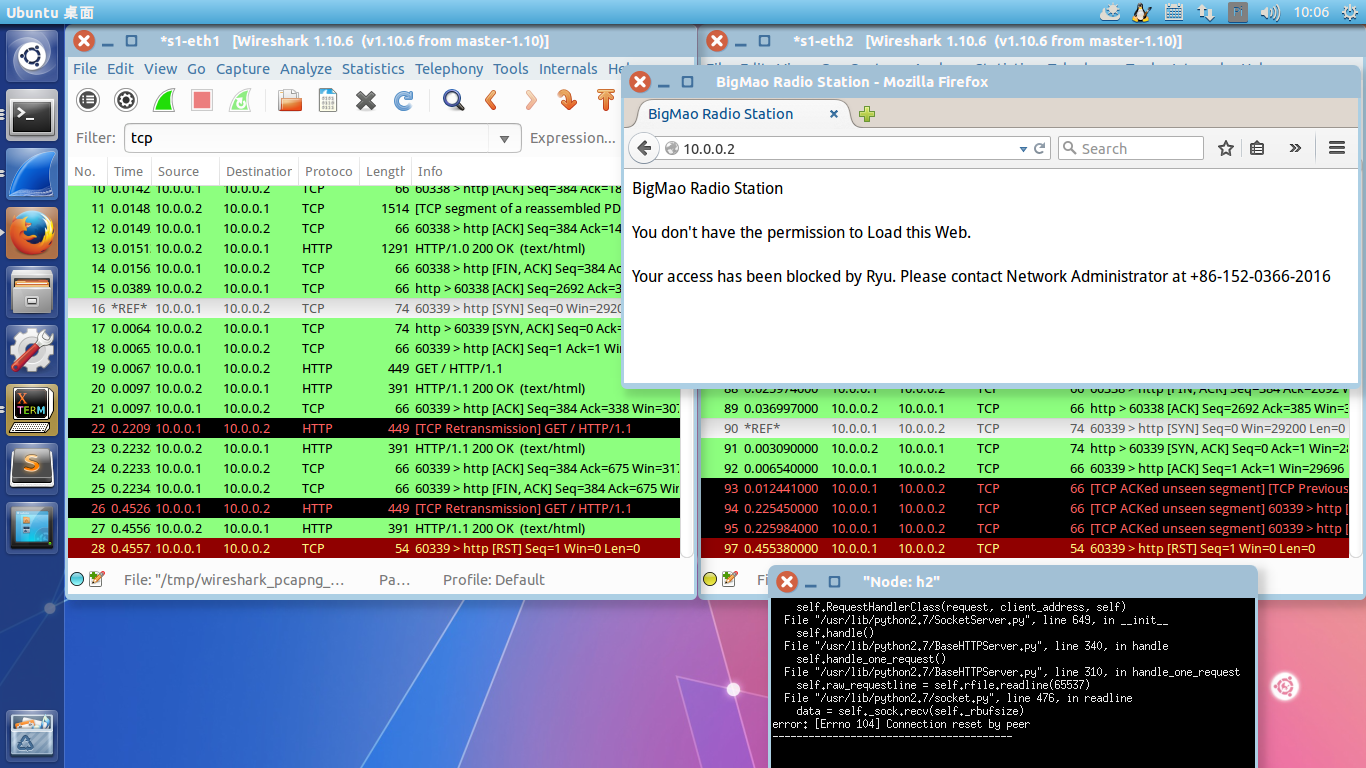 Ubuntu 桌面
10:06
*s1-eth1 [Wireshark 1.10.6 (v1.10.6 from master-1.10)]
File Edit View Go Capture Analyze Statistics Telephony Tools Internals
Filter: tcp Expression...
No. Time Source Destination Protoco Length Info
10 0.0142 10.0.0.1 10.0.0.2 TCP 66 60338 > http [ACK] Seq=384 Ack=18
11 0.0148 10.0.0.2 10.0.0.1 TCP 1514 [TCP segment of a reassembled PD
12 0.0149 10.0.0.1 10.0.0.2 TCP 66 60338 > http [ACK] Seq=384 Ack=14
13 0.0151 10.0.0.2 10.0.0.1 HTTP 1291 HTTP/1.0 200 OK (text/html)
14 0.0156 10.0.0.1 10.0.0.2 TCP 66 60338 > http [FIN, ACK] Seq=384 Ac
15 0.0389 10.0.0.2 10.0.0.1 TCP 66 http > 60338 [ACK] Seq=2692 Ack=3
16 *REF* 10.0.0.1 10.0.0.2 TCP 74 60339 > http [SYN] Seq=0 Win=2920
17 0.0064 10.0.0.2 10.0.0.1 TCP 74 http > 60339 [SYN, ACK] Seq=0 Ack=
18 0.0065 10.0.0.1 10.0.0.2 TCP 66 60339 > http [ACK] Seq=1 Ack=1 Wi
19 0.0067 10.0.0.1 10.0.0.2 HTTP 449 GET / HTTP/1.1
20 0.0097 10.0.0.2 10.0.0.1 HTTP 391 HTTP/1.1 200 OK (text/html)
21 0.0097 10.0.0.1 10.0.0.2 TCP 66 60339 > http [ACK] Seq=384 Ack=338 Win=307
22 0.2209 10.0.0.1 10.0.0.2 HTTP 449 [TCP Retransmission] GET / HTTP/1.1
23 0.2232 10.0.0.2 10.0.0.1 HTTP 391 HTTP/1.1 200 OK (text/html)
24 0.2233 10.0.0.1 10.0.0.2 TCP 66 60339 > http [ACK] Seq=384 Ack=675 Win=317
25 0.2234 10.0.0.1 10.0.0.2 TCP 66 60339 > http [FIN, ACK] Seq=384 Ack=675 Win
26 0.4526 10.0.0.1 10.0.0.2 HTTP 449 [TCP Retransmission] GET / HTTP/1.1
27 0.4556 10.0.0.2 10.0.0.1 HTTP 391 HTTP/1.1 200 OK (text/html)
28 0.4557 10.0.0.1 10.0.0.2 TCP 54 60339 > http [RST] Seq=1 Win=0 Len=0
File: "/tmp/wireshark_pcapng_... Pa... Profile: Default
*s1-eth2 [Wireshark 1.10.6 (v1.10.6 from master-1.10)]
BigMao Radio Station - Mozilla Firefox
BigMao Radio Station
10.0.0.2
Search
BigMao Radio Station
You don't have the permission to Load this Web.
Your access has been blocked by Ryu. Please contact Network Administrator at +86-152-0366-2016
88 0.025974000 10.0.0.1 10.0.0.2 TCP 66 60338 > http [FIN, ACK] Seq=2692 W
89 0.036997000 10.0.0.2 10.0.0.1 TCP 66 http > 60338 [ACK] Seq=2692 Ack=385 Win=3
90 *REF* 10.0.0.1 10.0.0.2 TCP 74 60339 > http [SYN] Seq=0 Win=29200 Len=0
91 0.003090000 10.0.0.2 10.0.0.1 TCP 74 http > 60339 [SYN, ACK] Seq=0 Ack=1 Win=28
92 0.006540000 10.0.0.1 10.0.0.2 TCP 66 60339 > http [ACK] Seq=1 Ack=1 Win=29696
93 0.012441000 10.0.0.1 10.0.0.2 TCP 66 [TCP ACKed unseen segment] [TCP Previous
94 0.225450000 10.0.0.1 10.0.0.2 TCP 66 [TCP ACKed unseen segment] 60339 > http [
95 0.225984000 10.0.0.1 10.0.0.2 TCP 66 [TCP ACKed unseen segment] 60339 > http [
97 0.455380000 10.0.0.1 10.0.0.2 TCP 54 60339 > http [RST] Seq=1 Win=0 Len=0
"Node: h2"
self.RequestHandlerClass(request, client_address, self)
File "/usr/lib/python2.7/SocketServer.py", line 649, in __init__
self.handle()
File "/usr/lib/python2.7/BaseHTTPServer.py", line 340, in handle
self.handle_one_request()
File "/usr/lib/python2.7/BaseHTTPServer.py", line 310, in handle_one_request
self.raw_requestline = self.rfile.readline(65537)
File "/usr/lib/python2.7/socket.py", line 476, in readline
data = self._sock.recv(self._rbufsize)
error: [Errno 104] Connection reset by peer
----------------------------------------